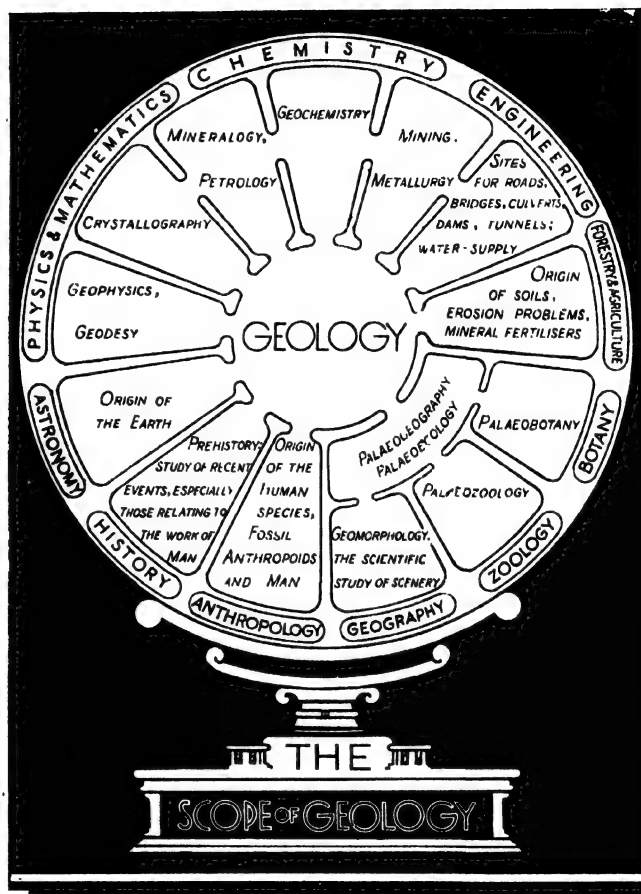 CHEMISTRY
ENGINEERING
FORESTRY & AGRICULTURE
BOTANY
ZOOLOGY
GEOGRAPHY
ANTHROPOLOGY
HISTORY
ASTRONOMY
PHYSICS & MATHEMATICS
GEOCHEMISTRY
MINERALOGY,
PETROLOGY
MINING,
METALLURGY
SITES
FOR ROADS,
BRIDGES, CULVERTS,
DAMS, TUNNELS;
WATER-SUPPLY
CRYSTALLOGRAPHY
GEOPHYSICS,
GEODESY
ORIGIN
OF SOILS,
EROSION PROBLEMS,
MINERAL FERTILISERS
GEOLOGY
PALAEOGEOGRAPHY
PALAEOECOLOGY
PALAEOBOTANY
PALAEOZOOLOGY
ORIGIN OF
THE EARTH
PREHISTORY:
STUDY OF RECENT
EVENTS, ESPECIALLY
THOSE RELATING TO
THE WORK OF
MAN
ORIGIN
OF THE
HUMAN
SPECIES,
FOSSIL
ANTHROPOIDS
AND MAN
GEOMORPHOLOGY.
THE SCIENTIFIC
STUDY OF SCENERY
THE
SCOPE OF GEOLOGY